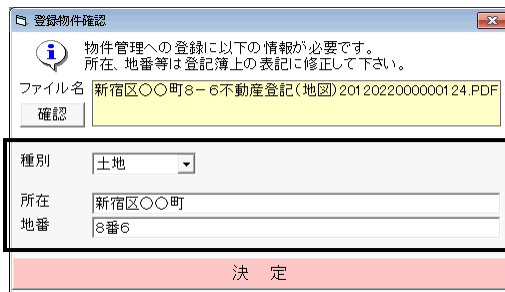 登録物件確認
物件管理への登録に以下の情報が必要です。
所在、地番等は登記簿上の表記に修正して下さい。
ファイル名 新宿区〇〇町8－6不動産登記(地図)2012022000000124.PDF
確認
種別 土地
所在 新宿区〇〇町
地番 8番6
決 定